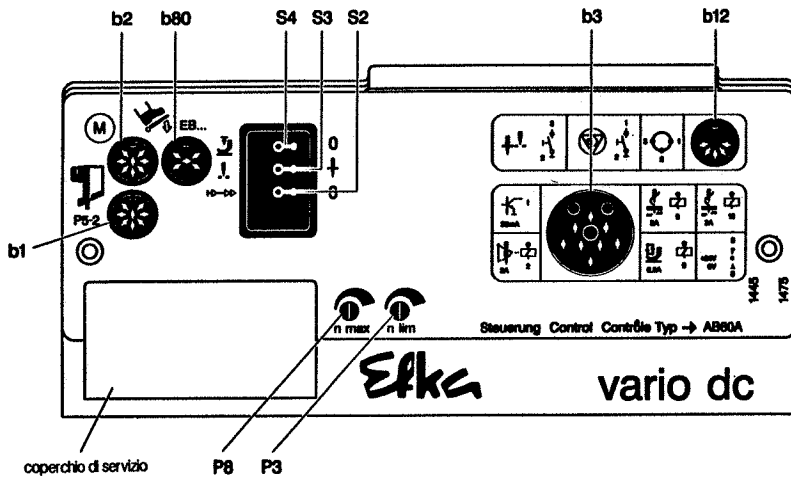 b2 b80 S4 S3 S2 b3 b12
M
EB...
P5-2
b1
n max
n lim
Steuerung Control Contrôle Typ → AB60A
1445
1475
Efka
vario dc
coperchio di servizio
P8
P3